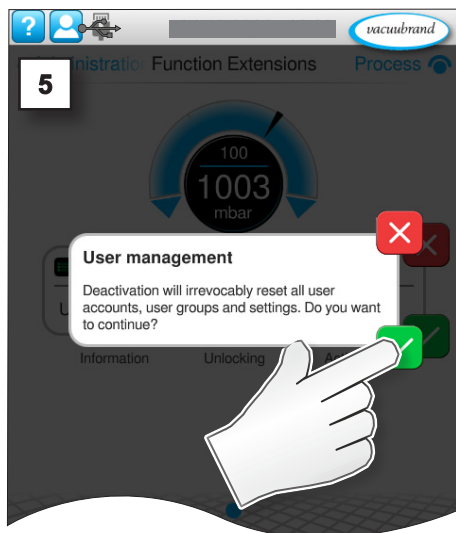 ?
vacuubrand
Administration Function Extensions Process
5
100
1003
mbar
User management
Deactivation will irrevocably reset all user
accounts, user groups and settings. Do you want
to continue?
Information Unlocking